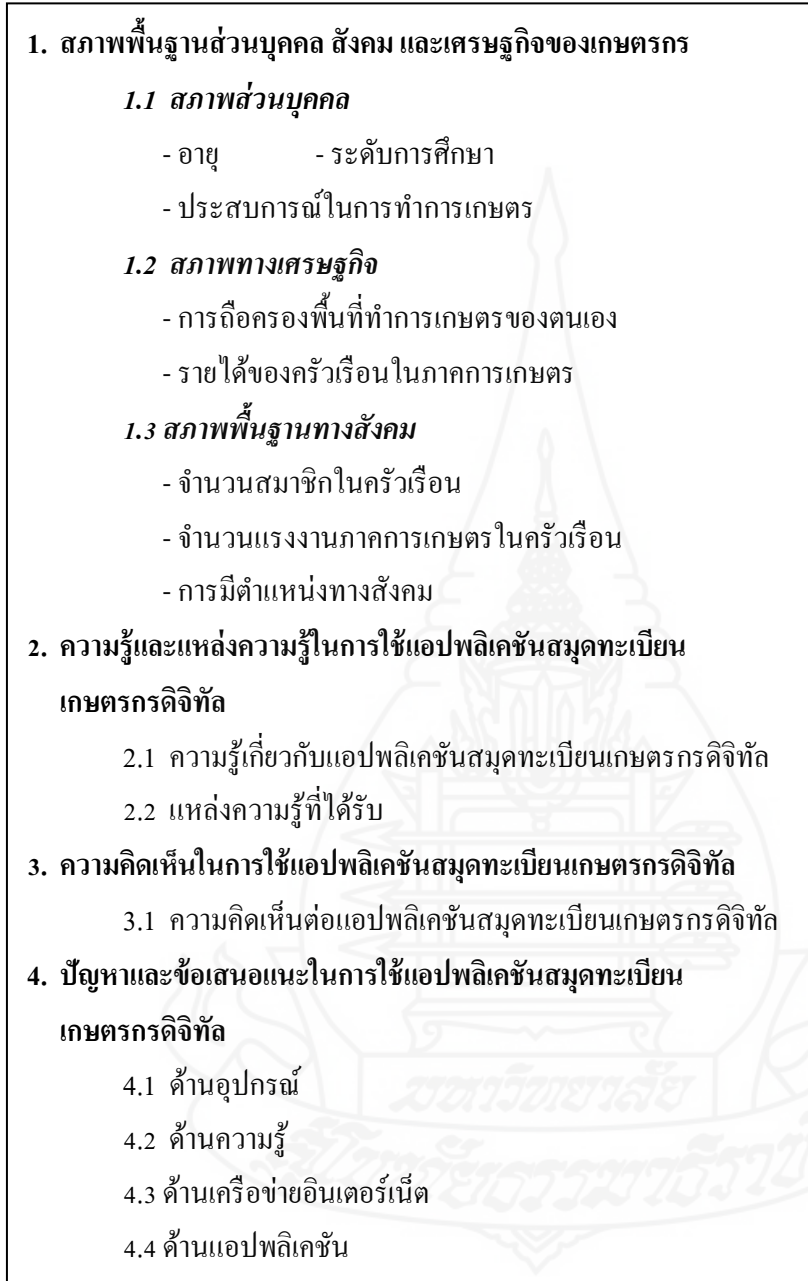 1. สภาพพื้นฐานส่วนบุคคล สังคม และเศรษฐกิจของเกษตรกร
1.1 สภาพส่วนบุคคล
- อายุ - ระดับการศึกษา
- ประสบการณ์ในการทำการเกษตร
1.2 สภาพทางเศรษฐกิจ
- การถือครองพื้นที่ทำการเกษตรของตนเอง
- รายได้ของครัวเรือนในภาคการเกษตร
1.3 สภาพพื้นฐานทางสังคม
- จำนวนสมาชิกในครัวเรือน
- จำนวนแรงงานภาคการเกษตรในครัวเรือน
- การมีตำแหน่งทางสังคม
2. ความรู้และแหล่งความรู้ในการใช้แอปพลิเคชันสมุดทะเบียน
เกษตรกรดิจิทัล
2.1 ความรู้เกี่ยวกับแอปพลิเคชันสมุดทะเบียนเกษตรกรดิจิทัล
2.2 แหล่งความรู้ที่ได้รับ
3. ความคิดเห็นในการใช้แอปพลิเคชันสมุดทะเบียนเกษตรกรดิจิทัล
3.1 ความคิดเห็นต่อแอปพลิเคชันสมุดทะเบียนเกษตรกรดิจิทัล
4. ปัญหาและข้อเสนอแนะในการใช้แอปพลิเคชันสมุดทะเบียน
เกษตรกรดิจิทัล
4.1 ด้านอุปกรณ์
4.2 ด้านความรู้
4.3 ด้านเครือข่ายอินเตอร์เน็ต
4.4 ด้านแอปพลิเคชัน
มหาวิทยาลัย